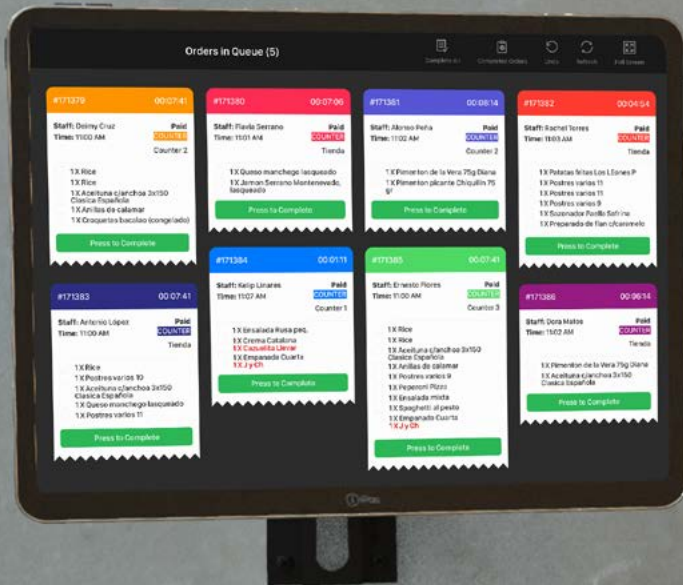 Orders in Queue (5)
Complete All
Completed Orders
Undo
Refresh
Full Screen
#171379 00:07:41
Staff: Deimy Cruz Paid
Time: 11:00 AM COUNTER
Counter 2
1 X Rice
1 X Rice
1 X Aceituna c/anchoa 3x150
Clasica Española
1 X Anillas de calamar
1 X Croquetas bacalao (congelado)
Press to Complete
#171380 00:07:06
Staff: Flavia Serrano Paid
Time: 11:01 AM COUNTER
Tienda
1 X Queso manchego lasqueado
1 X Jamon Serrano Montenevedo,
lasqueado
Press to Complete
#171381 00:06:14
Staff: Alonso Peña Paid
Time: 11:02 AM COUNTER
Counter 2
1 X Pimenton de la Vera 75g Diana
1 X Pimenton picante Chiquilin 75
gr
Press to Complete
#171382 00:04:54
Staff: Rachel Torres Paid
Time: 11:03 AM COUNTER
Tienda
1 X Patatas fritas Los Leones P
1 X Postres varios 11
1 X Postres varios 11
1 X Postres varios 9
1 X Sazonador Paella Safrina
1 X Preparado de flan c/caramelo
Press to Complete
#171383 00:07:41
Staff: Antonio López Paid
Time: 11:00 AM COUNTER
Tienda
1 X Rice
1 X Postres varios 10
1 X Aceituna c/anchoa 3x150
Clasica Española
1 X Queso manchego lasqueado
1 X Postres varios 11
Press to Complete
#171384 00:01:11
Staff: Kelip Linares Paid
Time: 11:07 AM COUNTER
Counter 1
1 X Ensalada Rusa peq.
1 X Crema Catalana
1 X Cazuelita Llevar
1 X Empanada Cuarta
1 X J y Ch
Press to Complete
#171385 00:07:41
Staff: Ernesto Flores Paid
Time: 11:00 AM COUNTER
Counter 3
1 X Rice
1 X Rice
1 X Aceituna c/anchoa 3x150
Clasica Española
1 X Anillas de calamar
1 X Postres varios 9
1 X Peperoni Pizza
1 X Ensalada mixta
1 X Spaghetti al pesto
1 X Empanada Cuarta
1 X J y Ch
Press to Complete
#171386 00:06:14
Staff: Dora Matos Paid
Time: 11:02 AM COUNTER
Tienda
1 X Pimenton de la Vera 75g Diana
1 X Aceituna c/anchoa 3x150
Clasica Española
Press to Complete